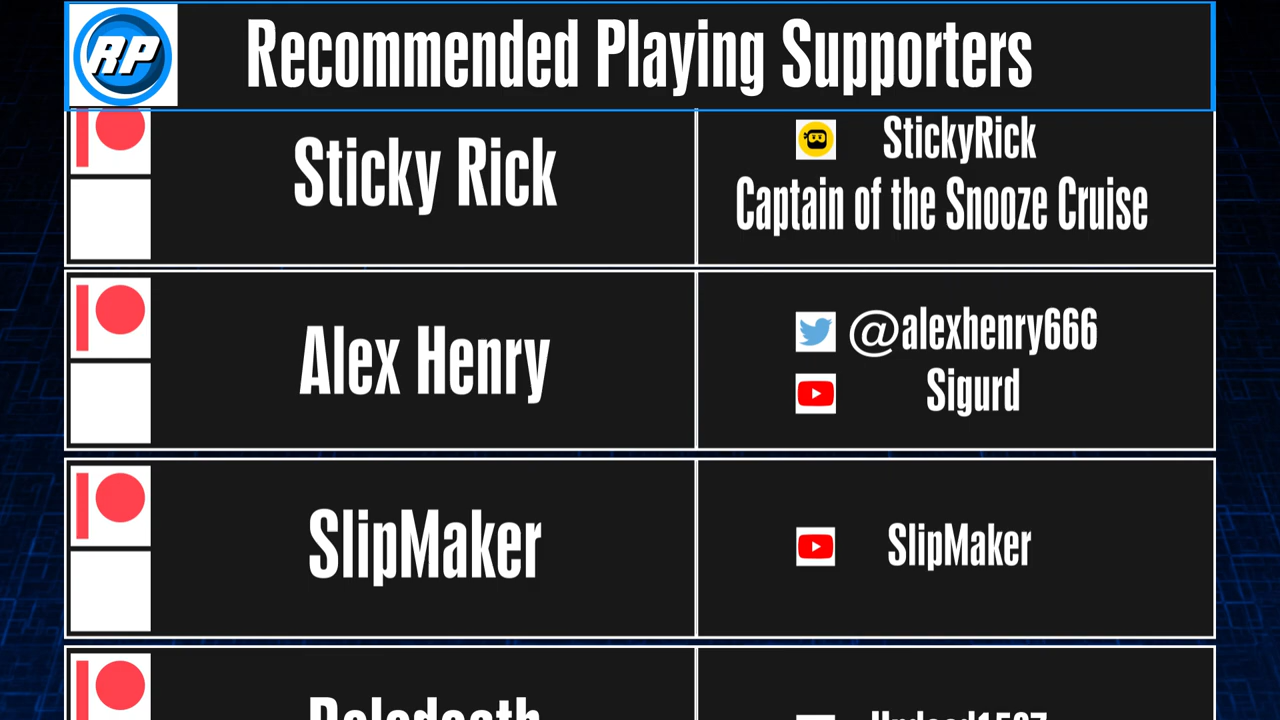 RP
Recommended Playing Supporters
Sticky Rick
StickyRick
Captain of the Snooze Cruise
Alex Henry
@alexhenry666
Sigurd
SlipMaker
SlipMaker